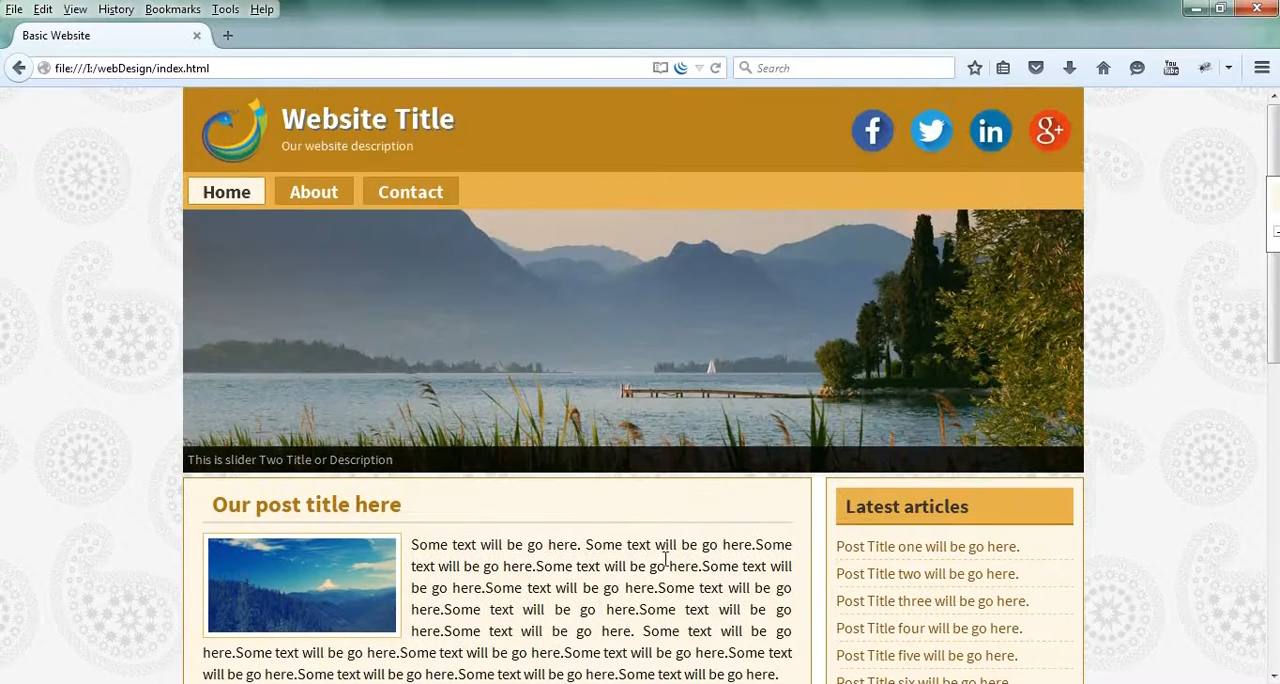 File Edit View History Bookmarks Tools Help
Basic Website
file:///I:/webDesign/index.html
Search
You Tube
Website Title
Our website description
f
in
g+
Home About Contact
This is slider Two Title or Description
Our post title here
Some text will be go here. Some text will be go here.Some
text will be go here.Some text will be go here.Some text will
be go here.Some text will be go here.Some text will be go
here.Some text will be go here.Some text will be go
here.Some text will be go here. Some text will be go
here.Some text will be go here.Some text will be go here.Some text will be go here.Some text
will be go here.Some text will be go here.Some text will be go here.Some text will be go here.
Latest articles
Post Title one will be go here.
Post Title two will be go here.
Post Title three will be go here.
Post Title four will be go here.
Post Title five will be go here.
Post Title six will be go here.